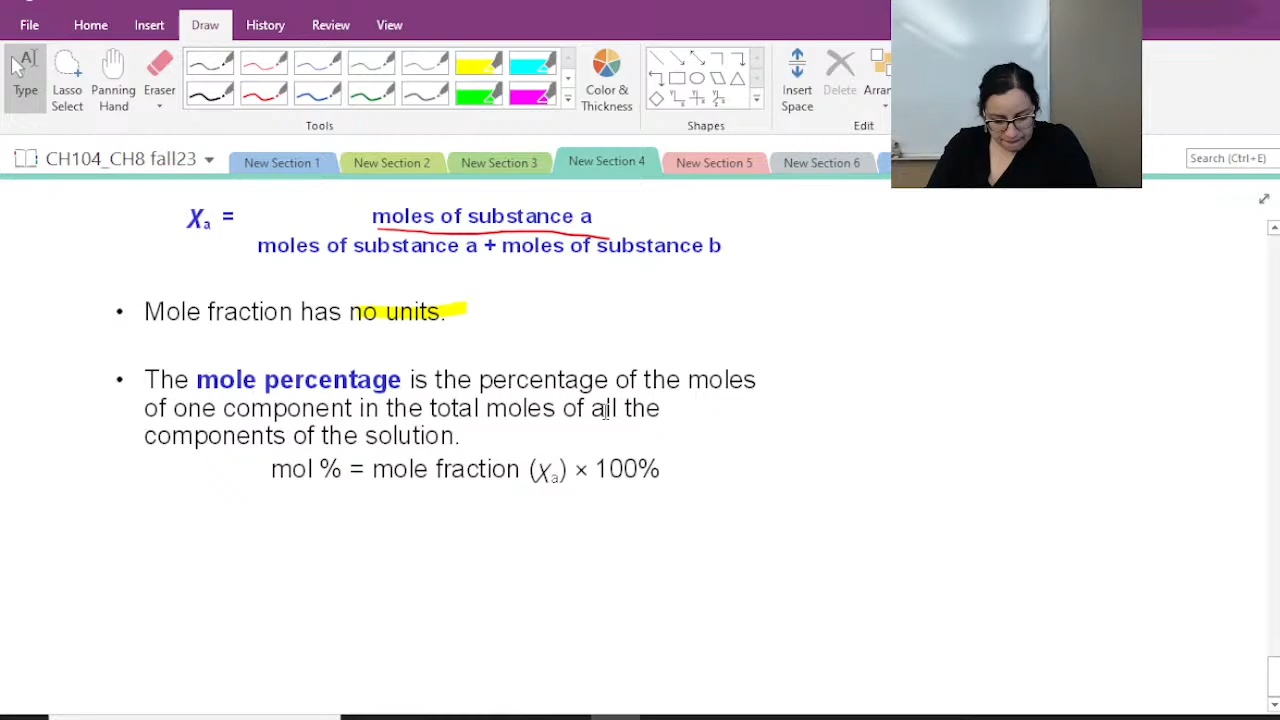 File Home Insert Draw History Review View
Type Lasso Select Panning Hand Eraser Color & Thickness Insert Space Delete Arran
Tools Shapes Edit
CH104_CH8 fall23 New Section 1 New Section 2 New Section 3 New Section 4 New Section 5 New Section 6 Search (Ctrl+E)
χa = moles of substance a
moles of substance a + moles of substance b
• Mole fraction has no units.
• The mole percentage is the percentage of the moles
of one component in the total moles of all the
components of the solution.
mol % = mole fraction (χa) × 100%